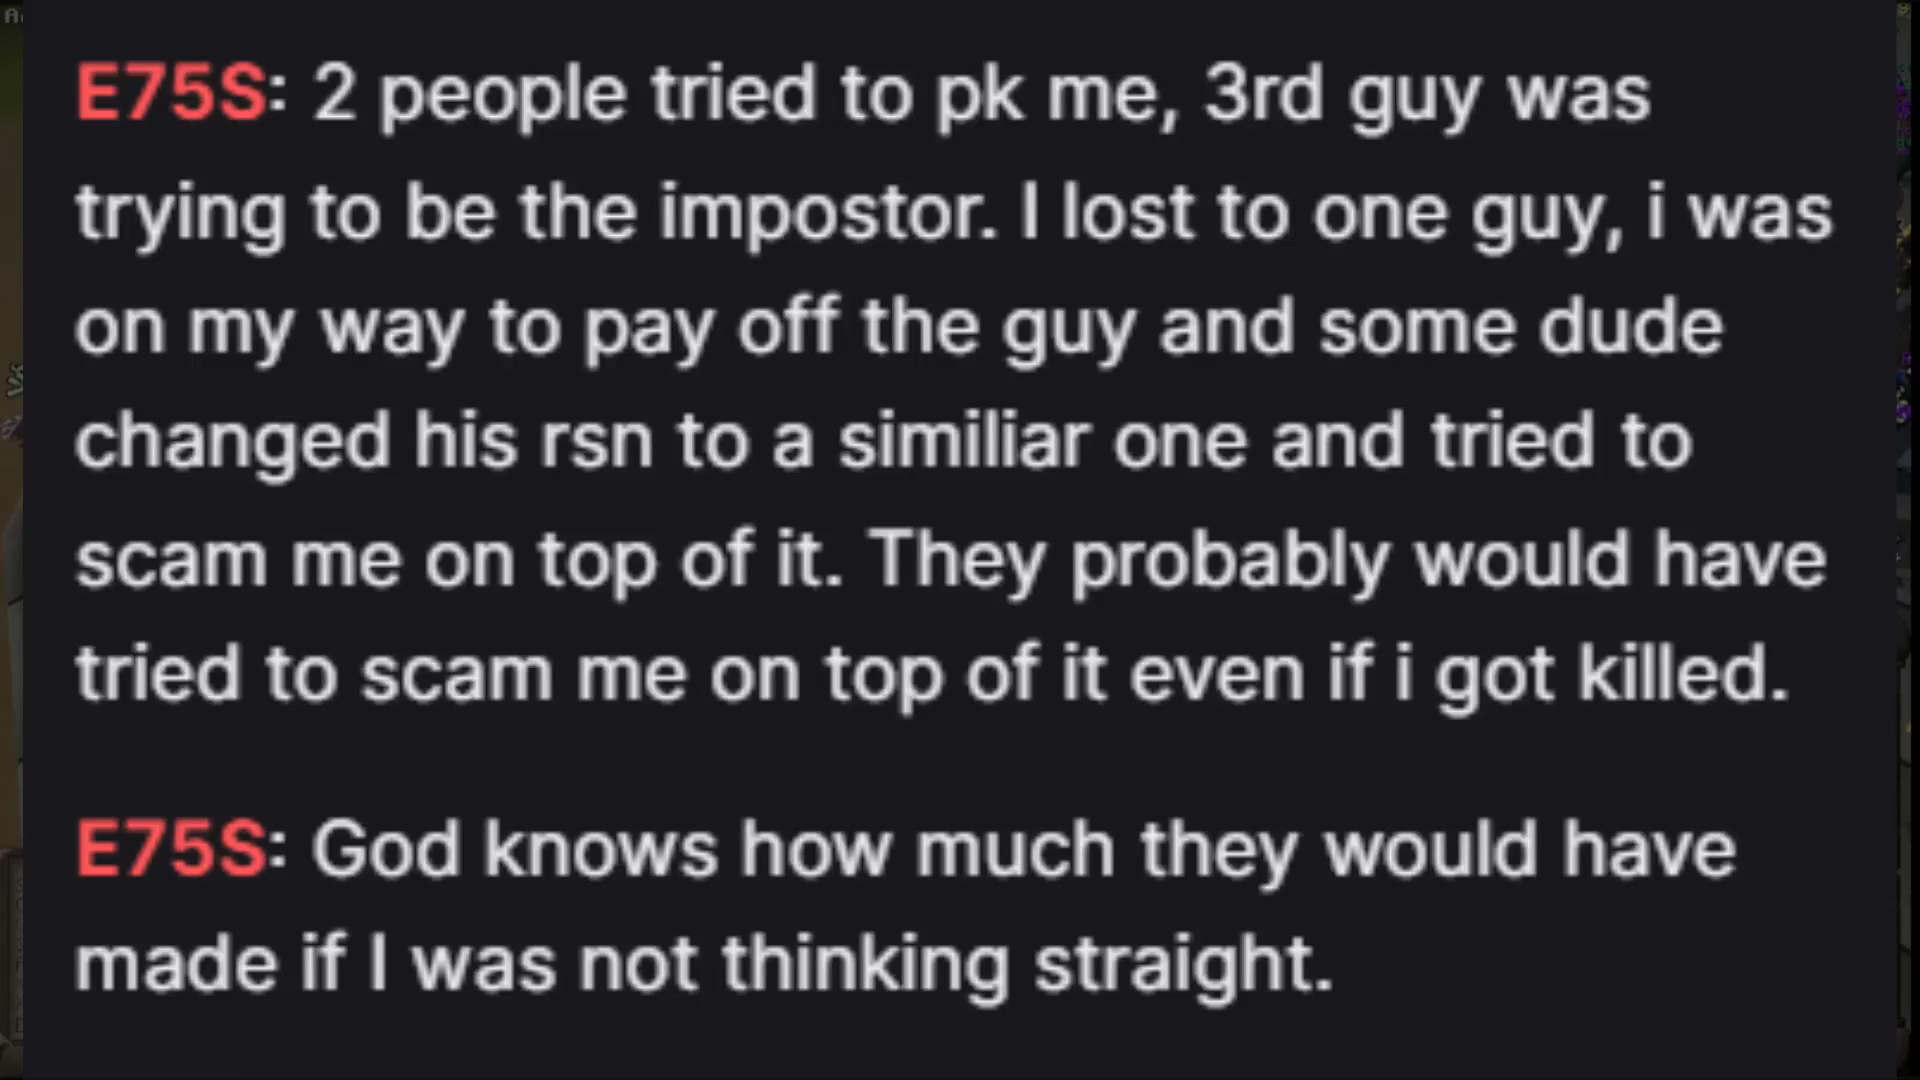 E75S: 2 people tried to pk me, 3rd guy was
trying to be the impostor. I lost to one guy, i was
on my way to pay off the guy and some dude
changed his rsn to a similiar one and tried to
scam me on top of it. They probably would have
tried to scam me on top of it even if i got killed.
E75S: God knows how much they would have
made if I was not thinking straight.